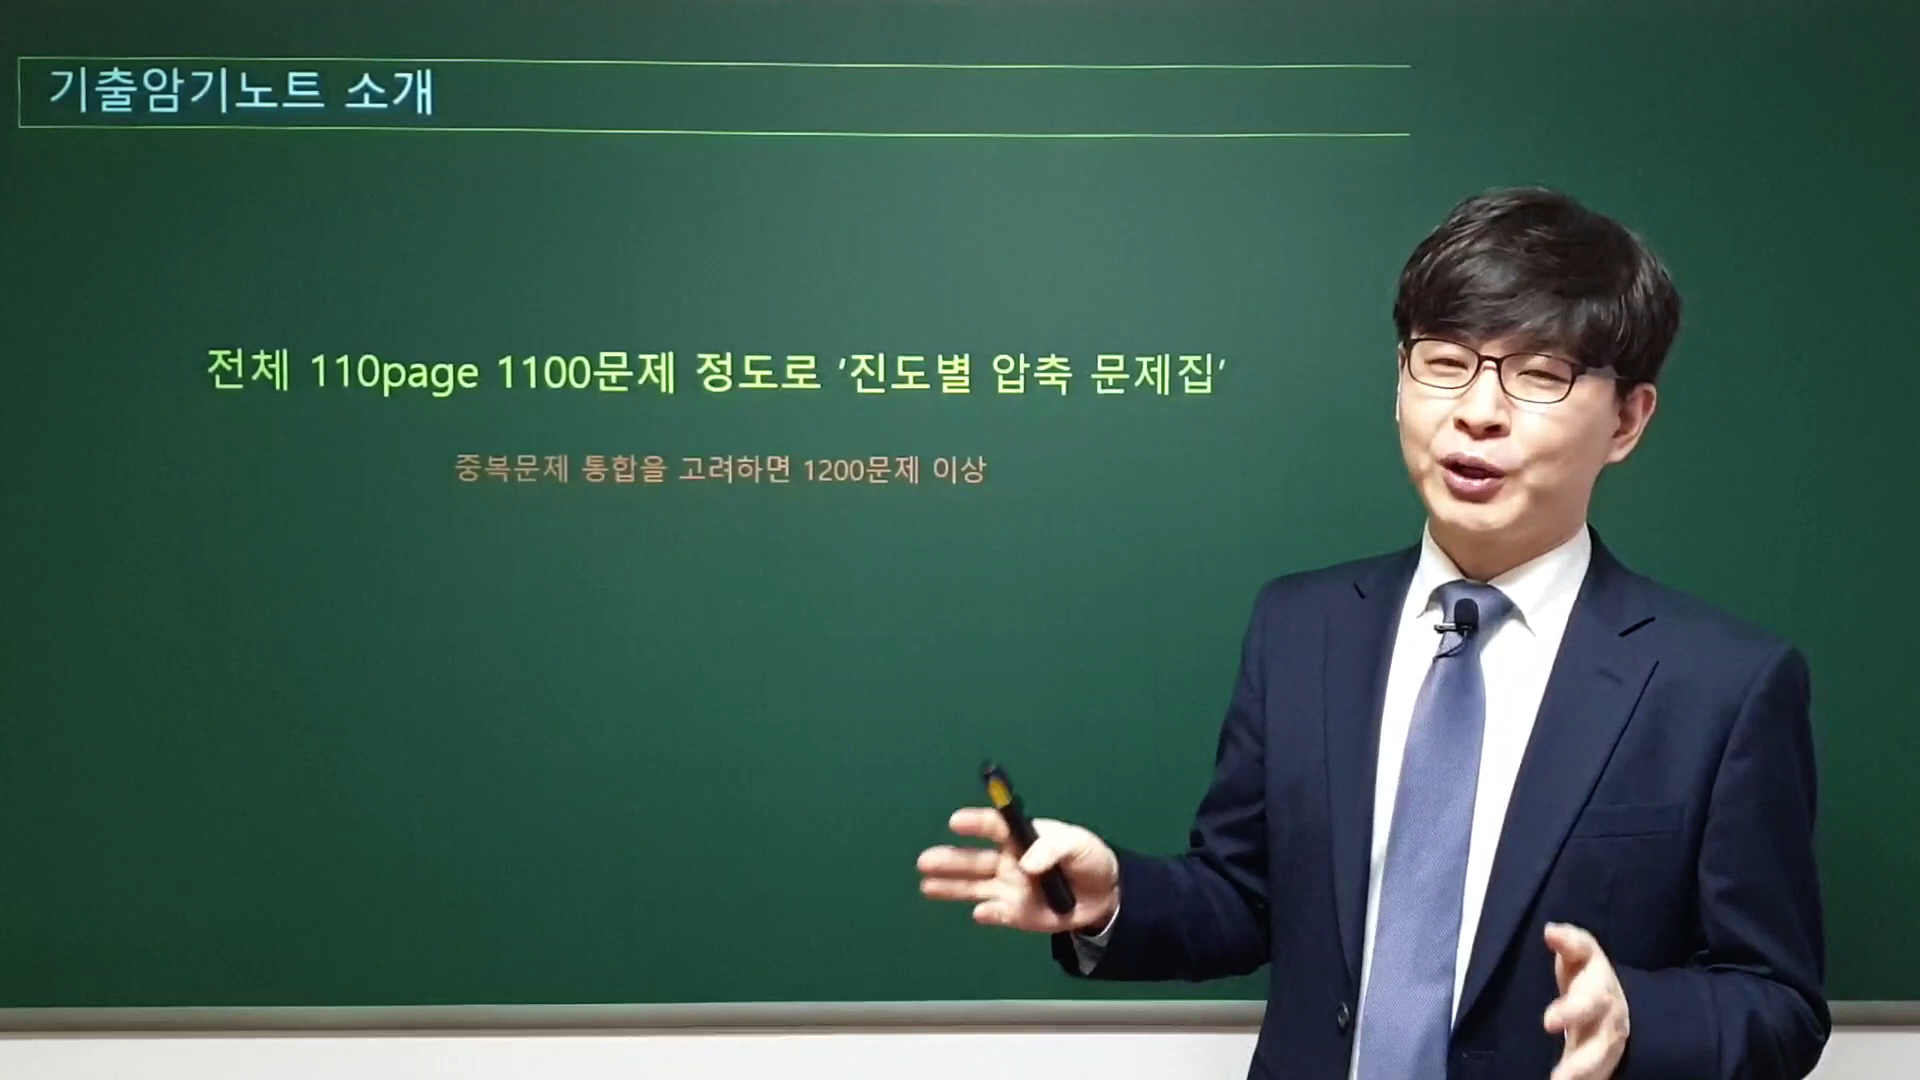 기출암기노트 소개
전체 110page 1100문제 정도로 '진도별 압축 문제집'
중복문제 통합을 고려하면 1200문제 이상